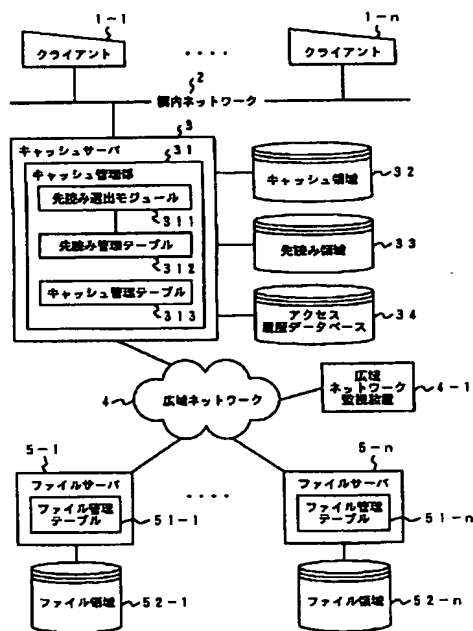 1-1
1-n
クライアント
クライアント
2
構内ネットワーク
3
キャッシュサーバ
31
キャッシュ管理部
先読み選出モジュール
311
先読み管理テーブル
312
キャッシュ管理テーブル
313
キャッシュ領域
32
先読み領域
33
アクセス
履歴データベース
34
4
広域ネットワーク
広域
ネットワーク
監視装置
4-1
5-1
ファイルサーバ
ファイル管理
テーブル
51-1
ファイル領域
52-1
5-n
ファイルサーバ
ファイル管理
テーブル
51-n
ファイル領域
52-n